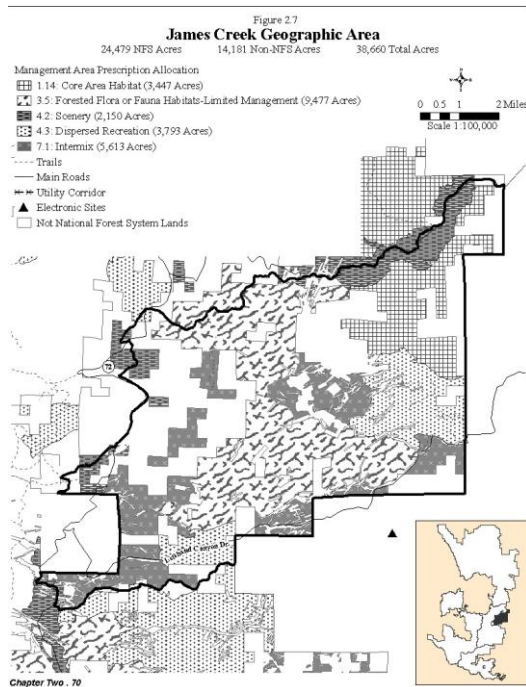 Figure 2.7
James Creek Geographic Area
24,479 NFS Acres 14,181 Non-NFS Acres 38,660 Total Acres
Management Area Prescription Allocation
1.14: Core Area Habitat (3,447 Acres)
3.5: Forested Flora or Fauna Habitats-Limited Management (9,477 Acres)
4.2: Scenery (2,150 Acres)
4.3: Dispersed Recreation (3,793 Acres)
7.1: Intermix (5,613 Acres)
Trails
Main Roads
Utility Corridor
Electronic Sites
Not National Forest System Lands
0 0.5 1 2 Miles
Scale 1:100,000
72
Canyon Dr.
Chapter Two . 70